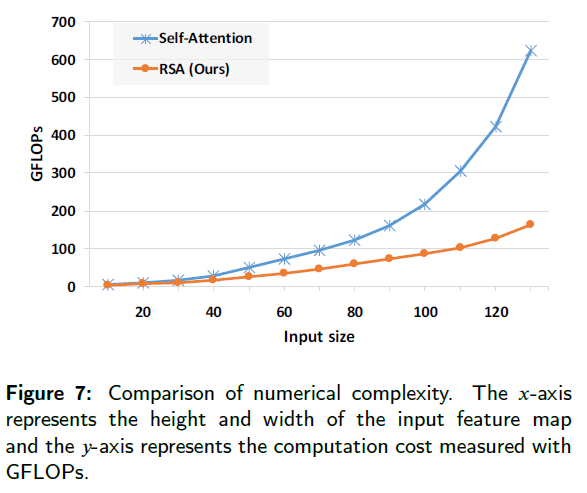 700
600
500
400
300
200
100
0
GFLOPs
Self-Attention
RSA (Ours)
20 40 60 80 100 120
Input size
Figure 7: Comparison of numerical complexity. The x-axis
represents the height and width of the input feature map
and the y-axis represents the computation cost measured with
GFLOPs.